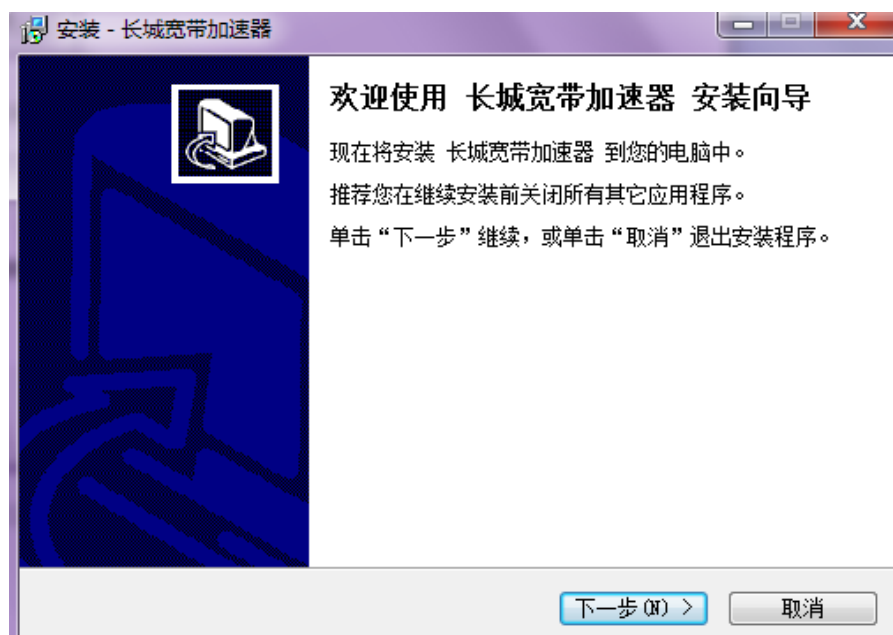 安装 - 长城宽带加速器
欢迎使用 长城宽带加速器 安装向导
现在将安装 长城宽带加速器 到您的电脑中。
推荐您在继续安装前关闭所有其它应用程序。
单击“下一步”继续，或单击“取消”退出安装程序。
下一步(N) >
取消